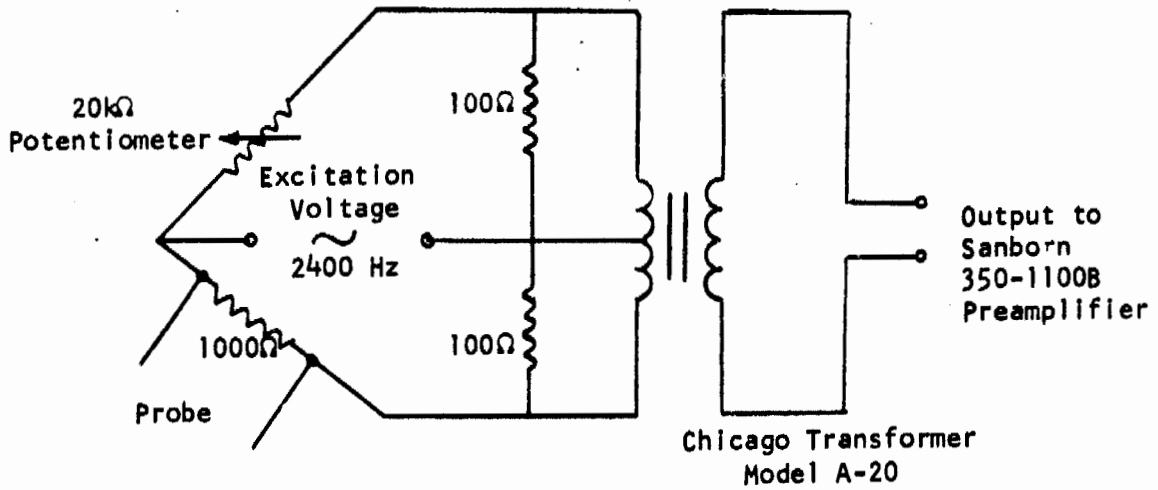 20kΩ
Potentiometer
100Ω
Excitation
Voltage
~
2400 Hz
Output to
Sanborn
350-1100B
Preamplifier
1000Ω
100Ω
Probe
Chicago Transformer
Model A-20